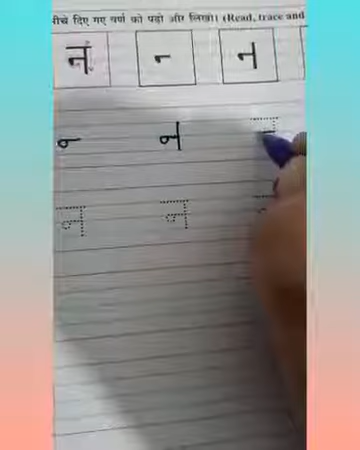 नीचे दिए गए वर्ण को पढ़ो और लिखो। (Read, trace and
न न
न
न न